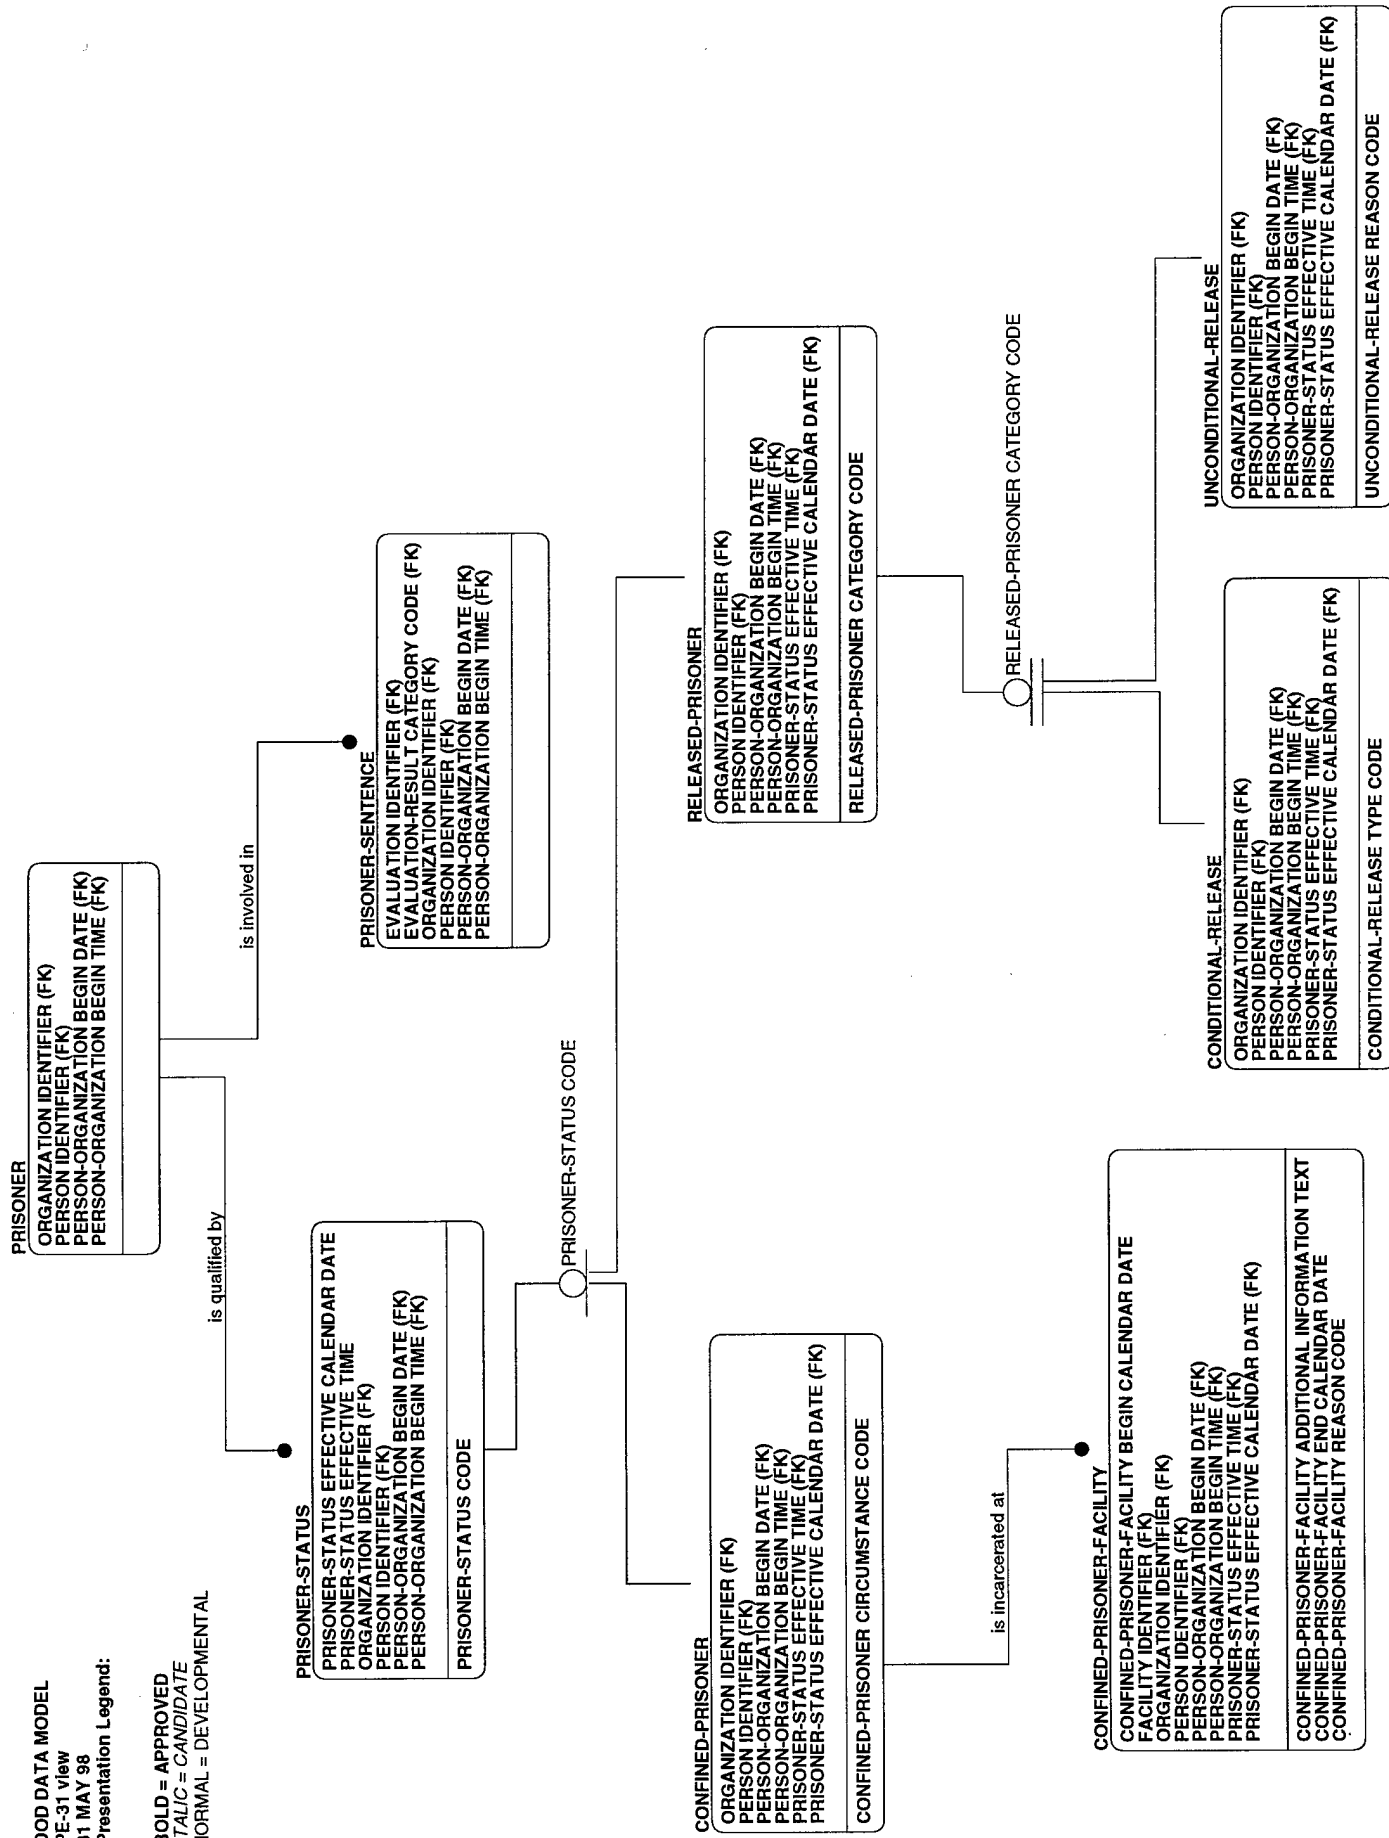 OOD DATA MODEL
PE-31 view
31 MAY 98
Presentation Legend:
BOLD = APPROVED
TALIC = CANDIDATE
NORMAL = DEVELOPMENTAL
PRISONER
ORGANIZATION IDENTIFIER (FK)
PERSON IDENTIFIER (FK)
PERSON-ORGANIZATION BEGIN DATE (FK)
PERSON-ORGANIZATION BEGIN TIME (FK)
is qualified by
is involved in
PRISONER-STATUS
PRISONER-STATUS EFFECTIVE CALENDAR DATE
PRISONER-STATUS EFFECTIVE TIME
ORGANIZATION IDENTIFIER (FK)
PERSON IDENTIFIER (FK)
PERSON-ORGANIZATION BEGIN DATE (FK)
PERSON-ORGANIZATION BEGIN TIME (FK)
PRISONER-STATUS CODE
PRISONER-SENTENCE
EVALUATION IDENTIFIER (FK)
EVALUATION-RESULT CATEGORY CODE (FK)
ORGANIZATION IDENTIFIER (FK)
PERSON IDENTIFIER (FK)
PERSON-ORGANIZATION BEGIN DATE (FK)
PERSON-ORGANIZATION BEGIN TIME (FK)
PRISONER-STATUS CODE
CONFINED-PRISONER
ORGANIZATION IDENTIFIER (FK)
PERSON IDENTIFIER (FK)
PERSON-ORGANIZATION BEGIN DATE (FK)
PERSON-ORGANIZATION BEGIN TIME (FK)
PRISONER-STATUS EFFECTIVE TIME (FK)
PRISONER-STATUS EFFECTIVE CALENDAR DATE (FK)
CONFINED-PRISONER CIRCUMSTANCE CODE
RELEASED-PRISONER
ORGANIZATION IDENTIFIER (FK)
PERSON IDENTIFIER (FK)
PERSON-ORGANIZATION BEGIN DATE (FK)
PERSON-ORGANIZATION BEGIN TIME (FK)
PRISONER-STATUS EFFECTIVE TIME (FK)
PRISONER-STATUS EFFECTIVE CALENDAR DATE (FK)
RELEASED-PRISONER CATEGORY CODE
is incarcerated at
RELEASED-PRISONER CATEGORY CODE
CONFINED-PRISONER-FACILITY
CONFINED-PRISONER-FACILITY BEGIN CALENDAR DATE
FACILITY IDENTIFIER (FK)
ORGANIZATION IDENTIFIER (FK)
PERSON IDENTIFIER (FK)
PERSON-ORGANIZATION BEGIN DATE (FK)
PERSON-ORGANIZATION BEGIN TIME (FK)
PRISONER-STATUS EFFECTIVE TIME (FK)
PRISONER-STATUS EFFECTIVE CALENDAR DATE (FK)
CONFINED-PRISONER-FACILITY ADDITIONAL INFORMATION TEXT
CONFINED-PRISONER-FACILITY END CALENDAR DATE
CONFINED-PRISONER-FACILITY REASON CODE
CONDITIONAL-RELEASE
ORGANIZATION IDENTIFIER (FK)
PERSON IDENTIFIER (FK)
PERSON-ORGANIZATION BEGIN DATE (FK)
PERSON-ORGANIZATION BEGIN TIME (FK)
PRISONER-STATUS EFFECTIVE TIME (FK)
PRISONER-STATUS EFFECTIVE CALENDAR DATE (FK)
CONDITIONAL-RELEASE TYPE CODE
UNCONDITIONAL-RELEASE
ORGANIZATION IDENTIFIER (FK)
PERSON IDENTIFIER (FK)
PERSON-ORGANIZATION BEGIN DATE (FK)
PERSON-ORGANIZATION BEGIN TIME (FK)
PRISONER-STATUS EFFECTIVE TIME (FK)
PRISONER-STATUS EFFECTIVE CALENDAR DATE (FK)
UNCONDITIONAL-RELEASE REASON CODE